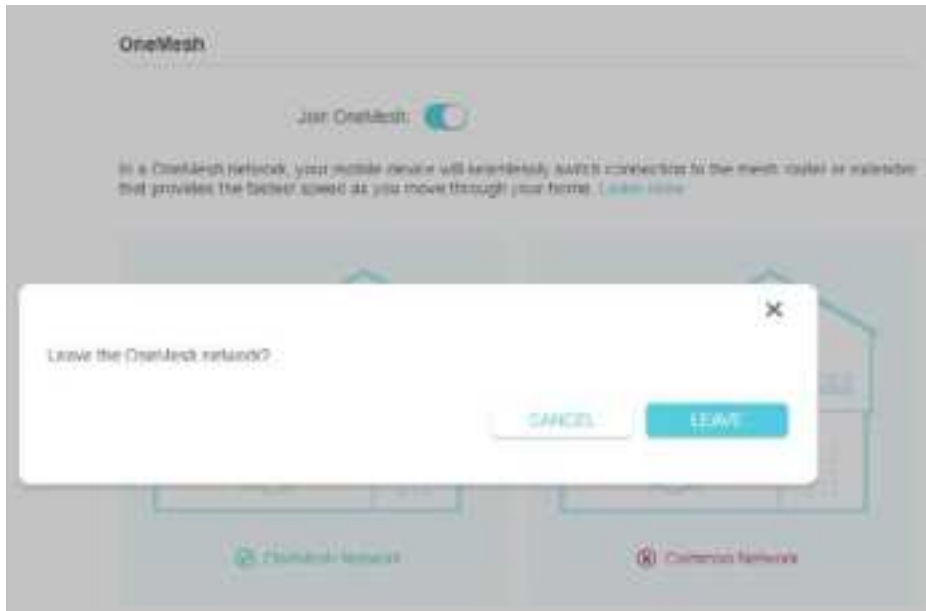 OneMesh
Join OneMesh:
In a OneMesh network, your mobile device will seamlessly switch connection to the mesh router or extender
that provides the fastest speed as you move through your home. Learn more
Leave the OneMesh network?
CANCEL
LEAVE
OneMesh Network
Common Network